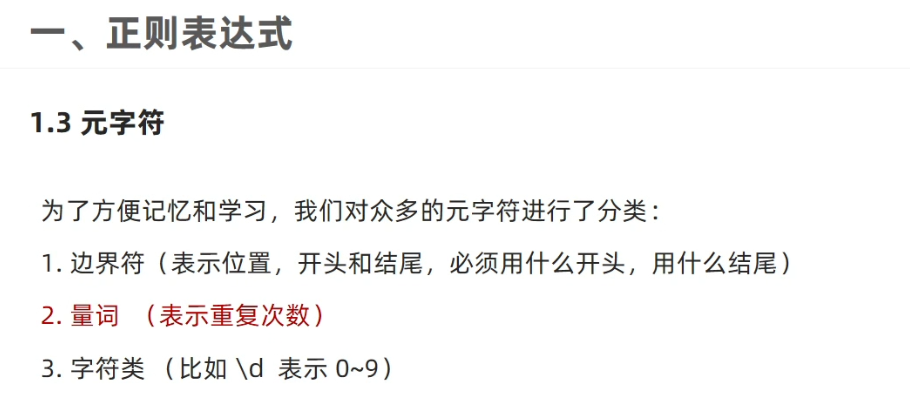 一、正则表达式
1.3 元字符
为了方便记忆和学习，我们对众多的元字符进行了分类：
1. 边界符（表示位置，开头和结尾，必须用什么开头，用什么结尾）
2. 量词 （表示重复次数）
3. 字符类 （比如 \d 表示 0~9）